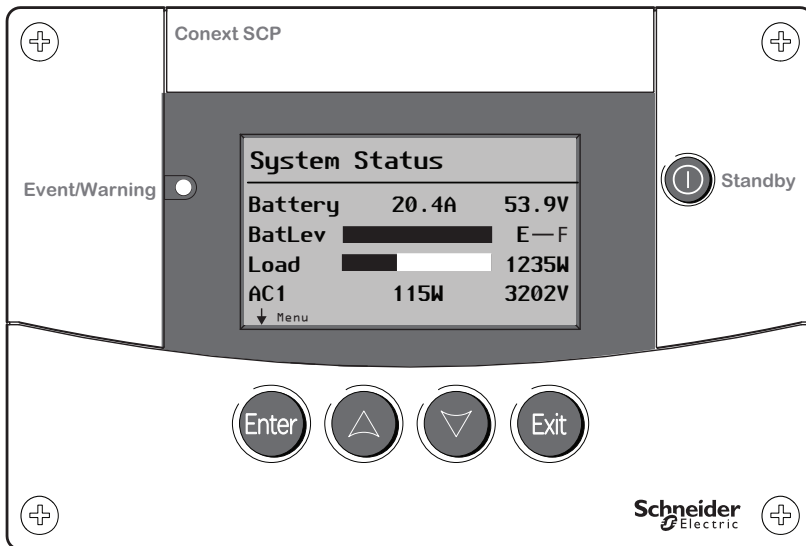 Conext SCP
Event/Warning
Standby
System Status
Battery 20.4A 53.9V
BatLev E—F
Load 1235W
AC1 115W 3202V
↓ Menu
Enter Exit
Schneider
Electric